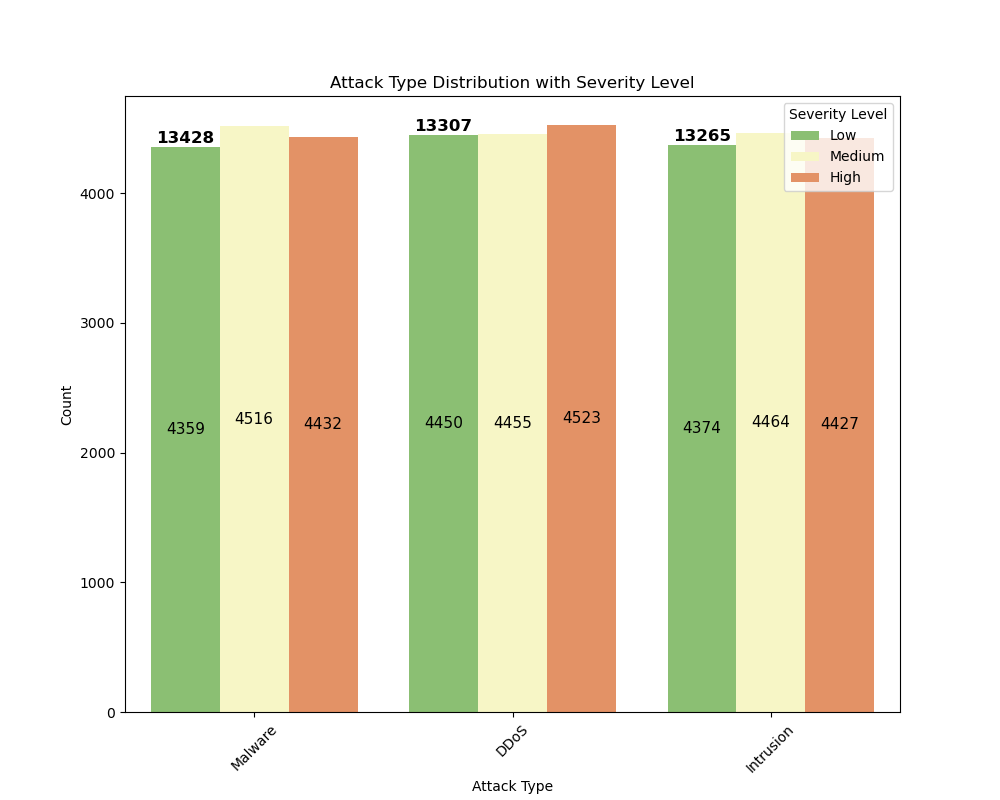 Attack Type Distribution with Severity Level
Severity Level
Low
Medium
High
13428
13307
13265
4359
4516
4432
4450
4455
4523
4374
4464
4427
4000
3000
2000
1000
0
Count
Malware
DDoS
Intrusion
Attack Type